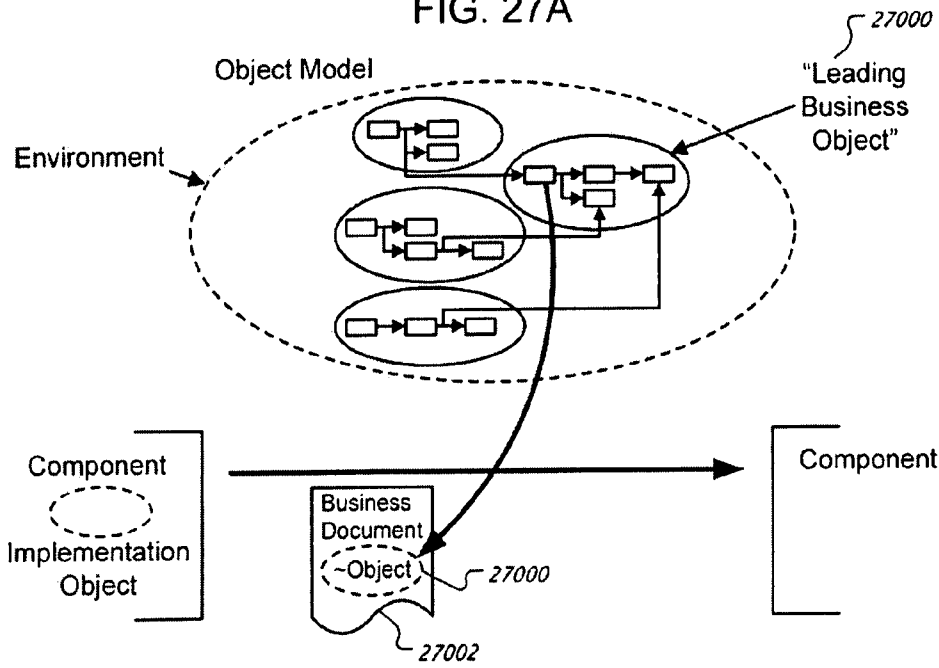 FIG. 27A
27000
Object Model
"Leading
Business
Object"
Environment
Component
Implementation
Object
Business
Document
~Object
27000
27002
Component